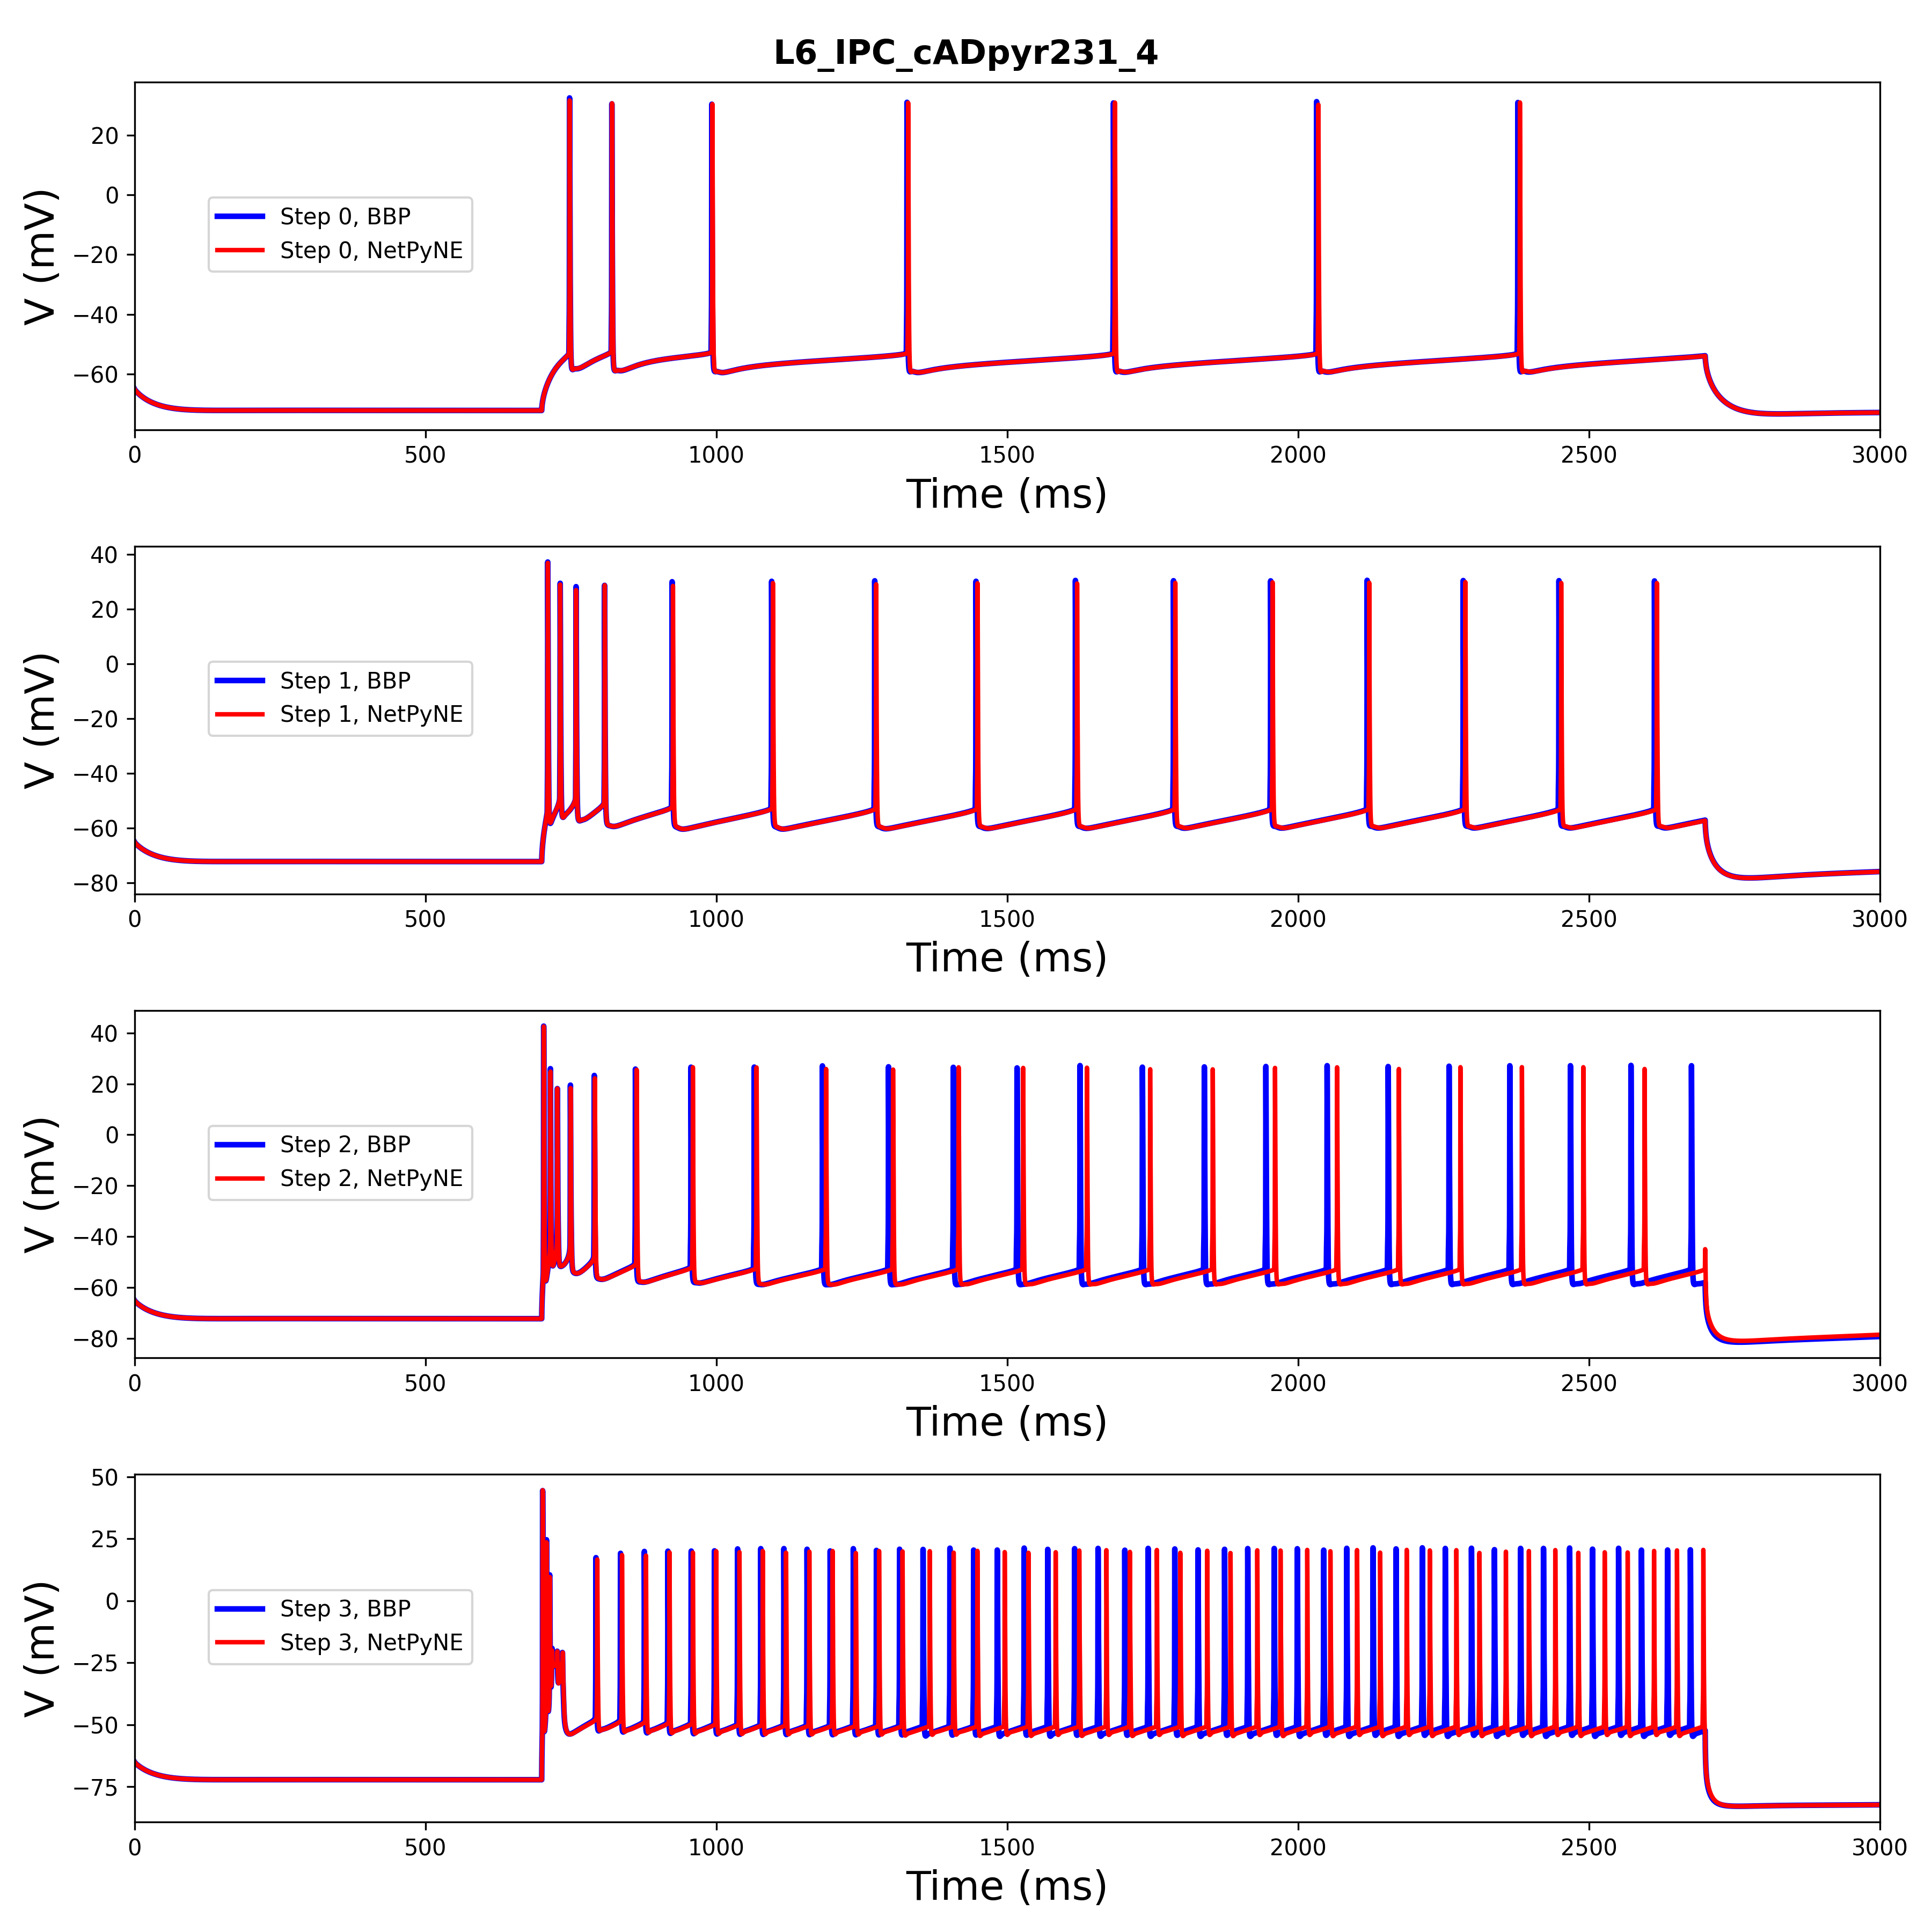 L6_IPC_cADpyr231_4
20
0
−20
−40
−60
V (mV)
Step 0, BBP
Step 0, NetPyNE
0 500 1000 1500 2000 2500 3000
Time (ms)
40
20
0
−20
−40
−60
−80
V (mV)
Step 1, BBP
Step 1, NetPyNE
0 500 1000 1500 2000 2500 3000
Time (ms)
40
20
0
−20
−40
−60
−80
V (mV)
Step 2, BBP
Step 2, NetPyNE
0 500 1000 1500 2000 2500 3000
Time (ms)
50
25
0
−25
−50
−75
V (mV)
Step 3, BBP
Step 3, NetPyNE
0 500 1000 1500 2000 2500 3000
Time (ms)